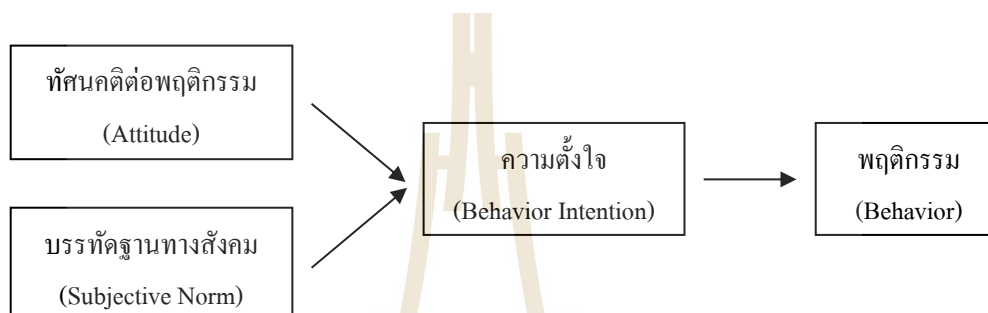 ทัศนคติต่อพฤติกรรม
(Attitude)
บรรทัดฐานทางสังคม
(Subjective Norm)
ความตั้งใจ
(Behavior Intention)
พฤติกรรม
(Behavior)